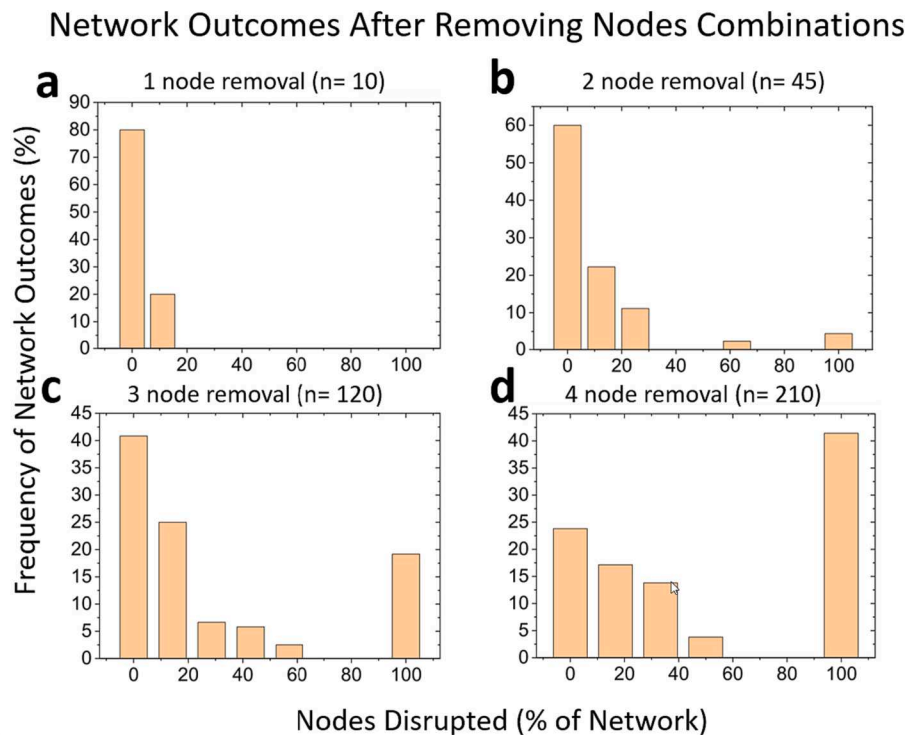 Network Outcomes After Removing Nodes Combinations
a
1 node removal (n= 10)
90
80
70
60
50
40
30
20
10
0
0 20 40 60 80 100
b
2 node removal (n= 45)
60
50
40
30
20
10
0
0 20 40 60 80 100
Frequency of Network Outcomes (%)
c
3 node removal (n= 120)
45
40
35
30
25
20
15
10
5
0
0 20 40 60 80 100
d
4 node removal (n= 210)
45
40
35
30
25
20
15
10
5
0
0 20 40 60 80 100
Nodes Disrupted (% of Network)